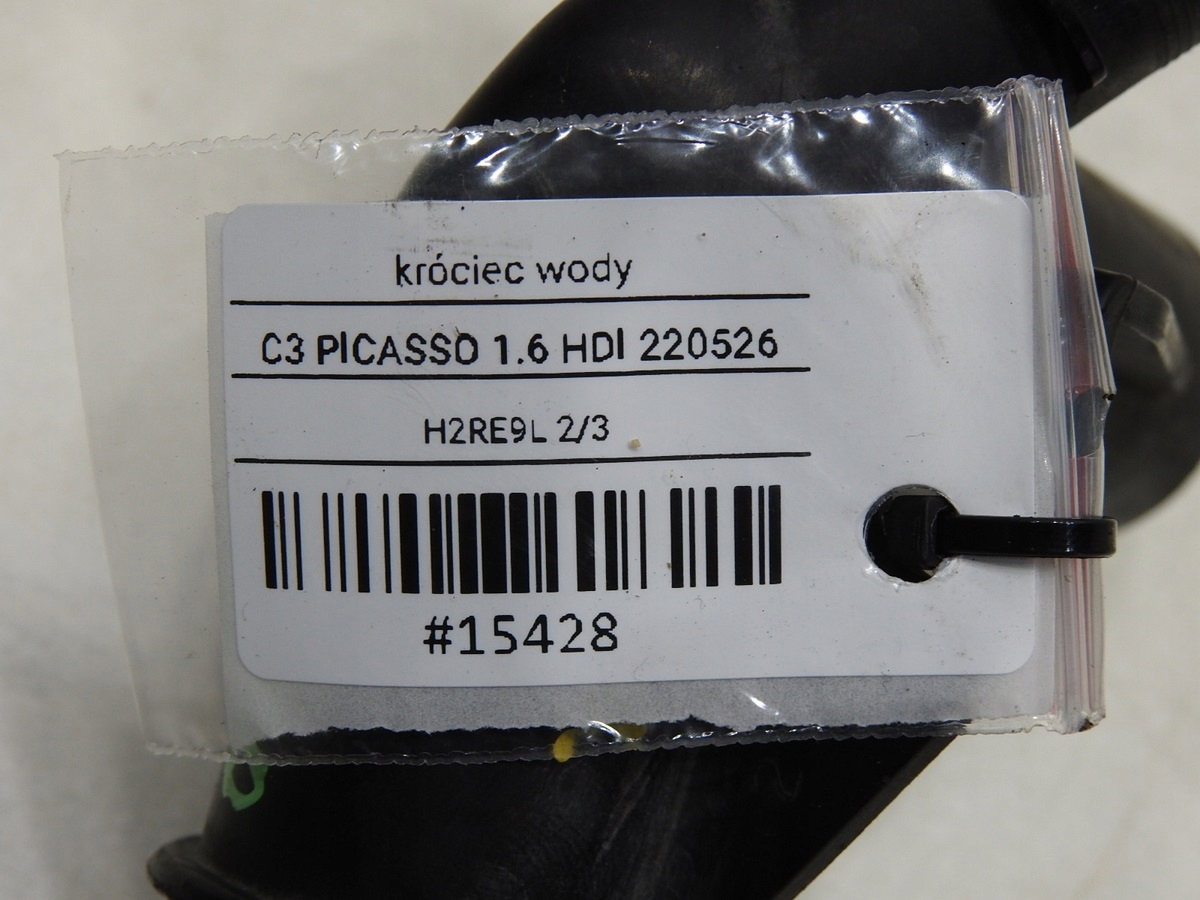 króciec wody
C3 PICASSO 1.6 HDI 220526
H2RE9L 2/3
#15428